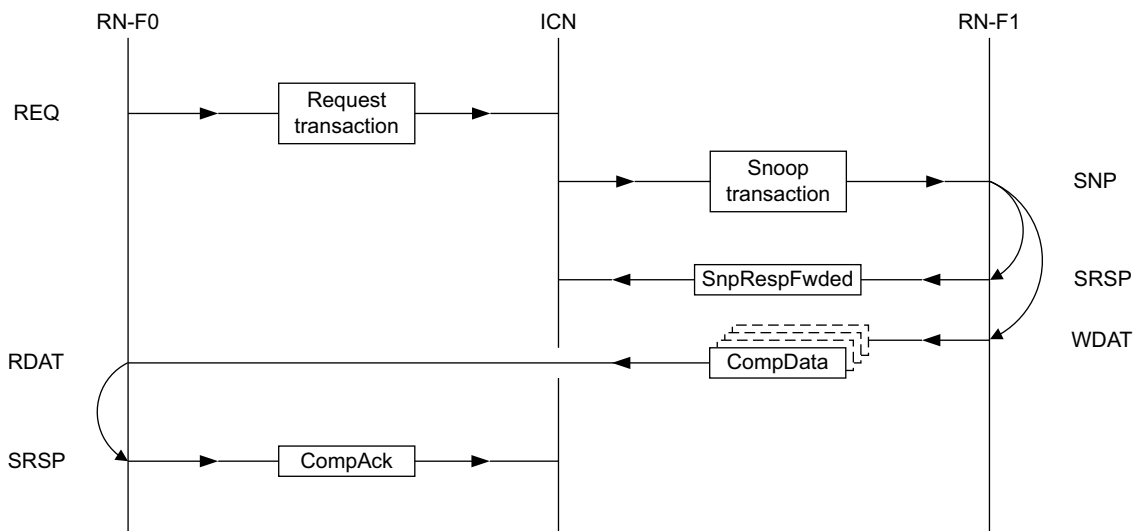 RN-F0
ICN
RN-F1
REQ
Request
transaction
Snoop
transaction
SNP
SnpRespFwded
SRSP
WDAT
RDAT
CompData
SRSP
CompAck